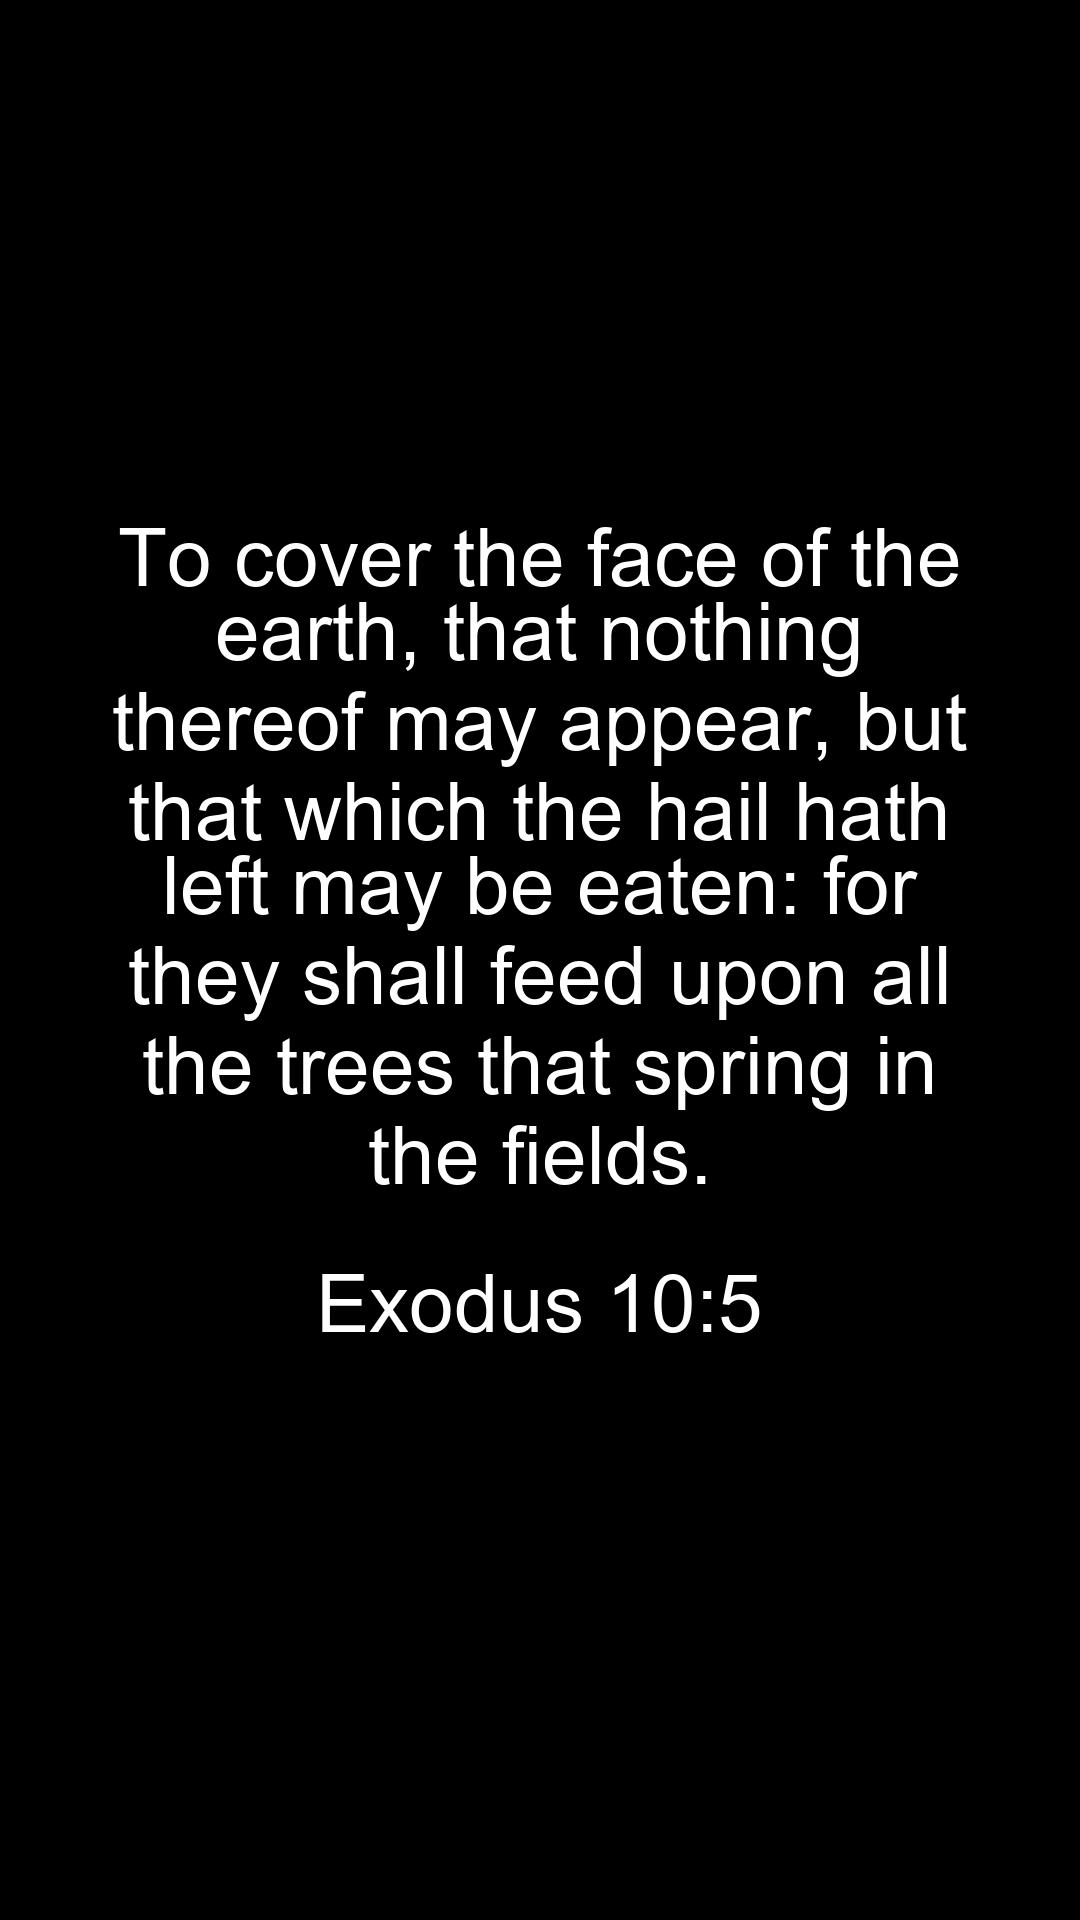 To cover the face of the
earth, that nothing
thereof may appear, but
that which the hail hath
left may be eaten: for
they shall feed upon all
the trees that spring in
the fields.
Exodus 10:5